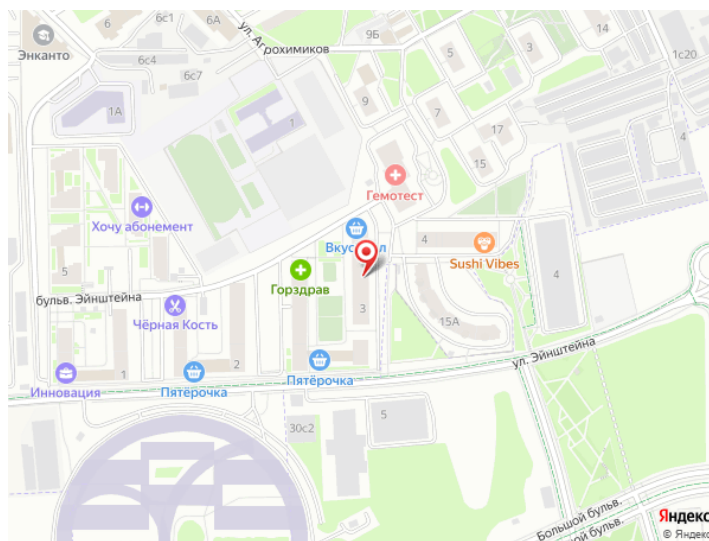 6с1
6А
Энканто
6с4
6с7
ул. Агрохимиков
9Б
5
3
14
1с20
1А
1
9
7
17
4
15
Гемотест
Хочу абонемент
4
Sushi Vibes
5
бульв. Эйнштейна
Горздрав
3
4
15А
Чёрная Кость
ул. Эйнштейна
2
Пятёрочка
1
Инновация
Пятёрочка
5
30с2
Большой бульв.
Яндекс
© Яндекс